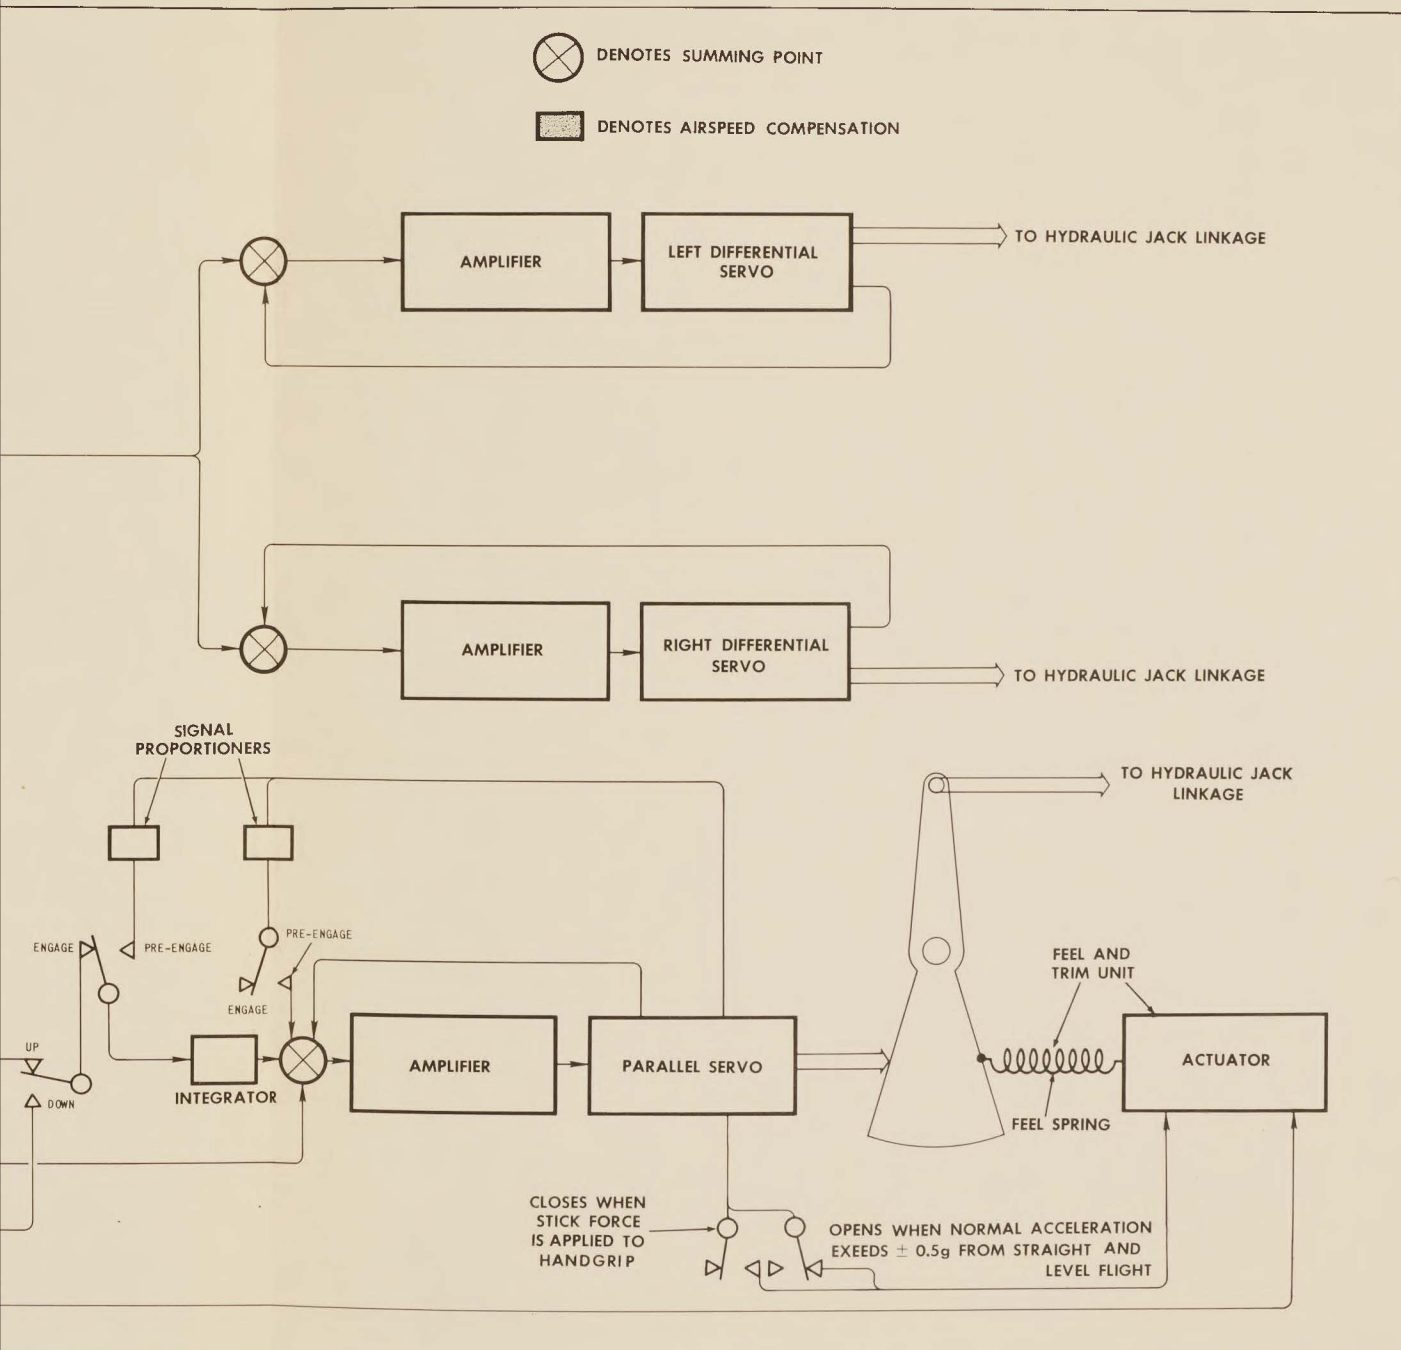 DENOTES SUMMING POINT
DENOTES AIRSPEED COMPENSATION
AMPLIFIER
LEFT DIFFERENTIAL
SERVO
TO HYDRAULIC JACK LINKAGE
AMPLIFIER
RIGHT DIFFERENTIAL
SERVO
TO HYDRAULIC JACK LINKAGE
SIGNAL
PROPORTIONERS
TO HYDRAULIC JACK
LINKAGE
ENGAGE
PRE-ENGAGE
PRE-ENGAGE
ENGAGE
FEEL AND
TRIM UNIT
UP
DOWN
INTEGRATOR
AMPLIFIER
PARALLEL SERVO
ACTUATOR
FEEL SPRING
CLOSES WHEN
STICK FORCE
IS APPLIED TO
HANDGRIP
OPENS WHEN NORMAL ACCELERATION
EXEEDS ± 0.5g FROM STRAIGHT AND
LEVEL FLIGHT